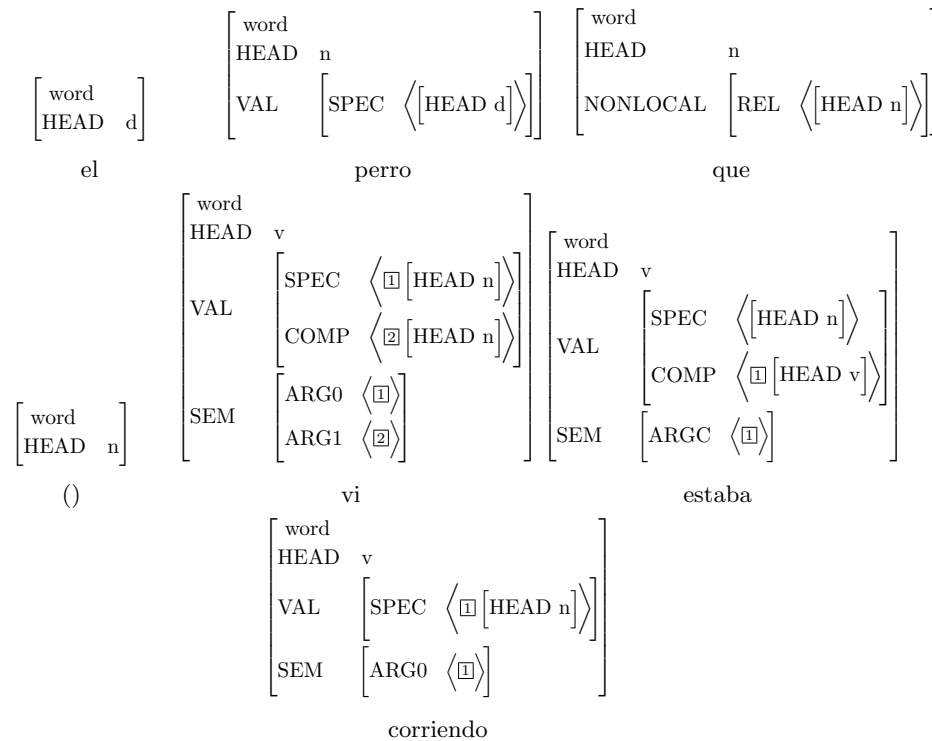 word
HEAD d
el
word
HEAD n
VAL [SPEC ⟨[HEAD d]⟩]
perro
word
HEAD n
NONLOCAL [REL ⟨[HEAD n]⟩]
que
word
HEAD n
()
word
HEAD v
VAL
SPEC ⟨1[HEAD n]⟩
COMP ⟨2[HEAD n]⟩
SEM
ARG0 ⟨1⟩
ARG1 ⟨2⟩
vi
word
HEAD v
VAL
SPEC ⟨[HEAD n]⟩
COMP ⟨1[HEAD v]⟩
SEM [ARGC ⟨1⟩]
estaba
word
HEAD v
VAL [SPEC ⟨1[HEAD n]⟩]
SEM [ARG0 ⟨1⟩]
corriendo